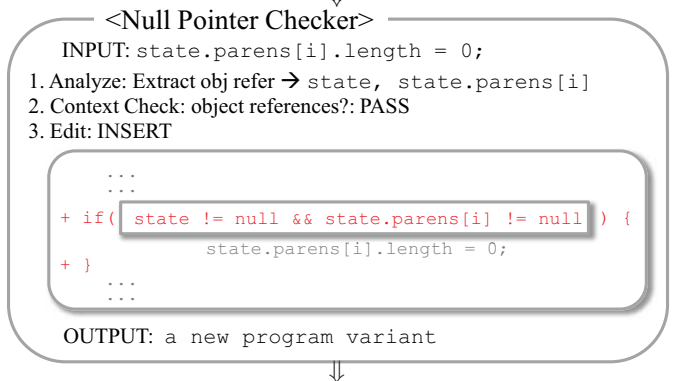 <Null Pointer Checker>
INPUT: state.parens[i].length = 0;
1. Analyze: Extract obj refer → state, state.parens[i]
2. Context Check: object references?: PASS
3. Edit: INSERT
...
...
+ if( state != null && state.parens[i] != null ) {
state.parens[i].length = 0;
+ }
...
...
OUTPUT: a new program variant